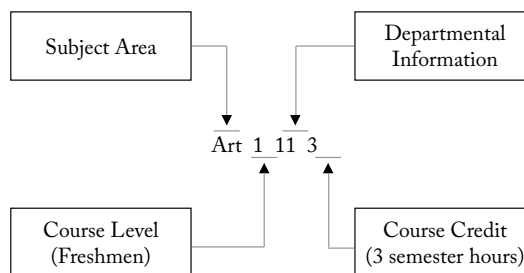 Subject Area
Departmental
Information
Art 1 11 3
Course Level
(Freshmen)
Course Credit
(3 semester hours)